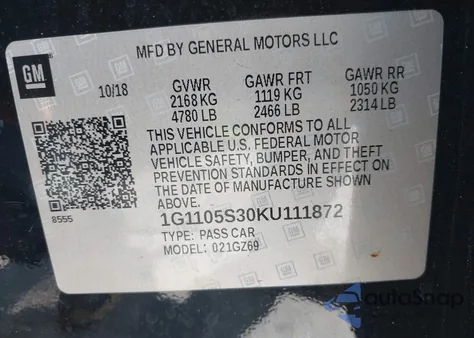 MFD BY GENERAL MOTORS LLC
GM
10/18 GVWR GAWR FRT GAWR RR
2168 KG 1119 KG 1050 KG
4780 LB 2466 LB 2314 LB
THIS VEHICLE CONFORMS TO ALL
APPLICABLE U.S. FEDERAL MOTOR
VEHICLE SAFETY, BUMPER, AND THEFT
PREVENTION STANDARDS IN EFFECT ON
THE DATE OF MANUFACTURE SHOWN
ABOVE.
8555
1G1105S30KU111872
TYPE: PASS CAR
MODEL: 021GZ69
autoSnap